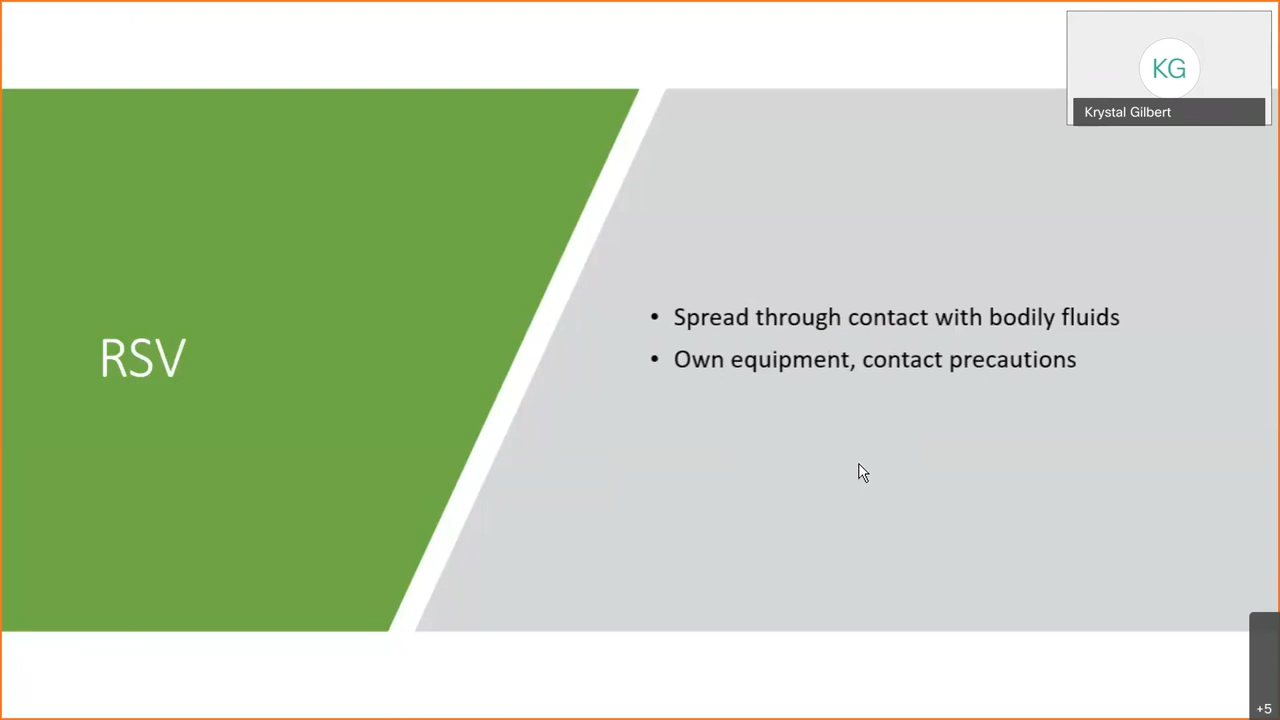 KG
Krystal Gilbert
RSV
• Spread through contact with bodily fluids
• Own equipment, contact precautions
+5